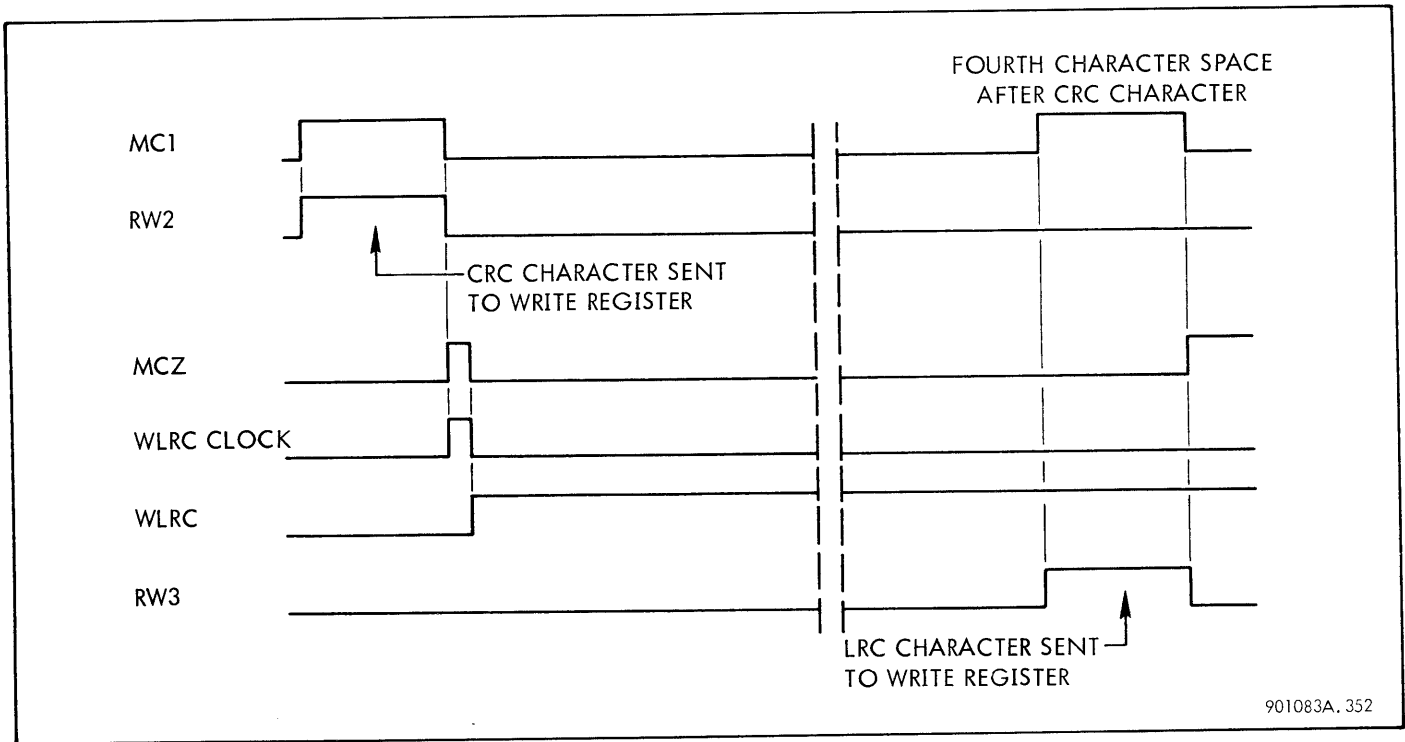 FOURTH CHARACTER SPACE
AFTER CRC CHARACTER
MC1
RW2
CRC CHARACTER SENT
TO WRITE REGISTER
MCZ
WLRC CLOCK
WLRC
RW3
LRC CHARACTER SENT
TO WRITE REGISTER
901083A. 352